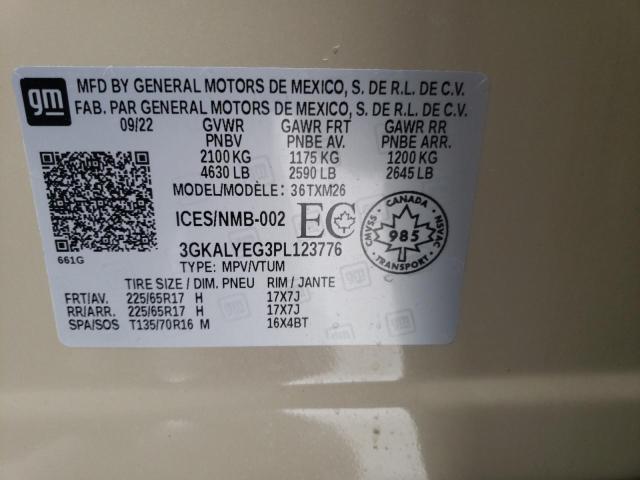 gm
MFD BY GENERAL MOTORS DE MEXICO, S. DE R.L. DE C.V.
FAB. PAR GENERAL MOTORS DE MEXICO, S. DE R.L. DE C.V.
09/22 GVWR GAWR FRT GAWR RR
PNBV PNBE AV. PNBE ARR.
2100 KG 1175 KG 1200 KG
4630 LB 2590 LB 2645 LB
MODEL/MODÈLE: 36TXM26
ICES/NMB-002 EC
CANADA
CMVSS 985 NSVAC
TRANSPORT
3GKALYEG3PL123776
661G
TYPE: MPV/VTUM
TIRE SIZE / DIM. PNEU RIM / JANTE
FRT/AV. 225/65R17 H 17X7J
RR/ARR. 225/65R17 H 17X7J
SPA/SOS T135/70R16 M 16X4BT